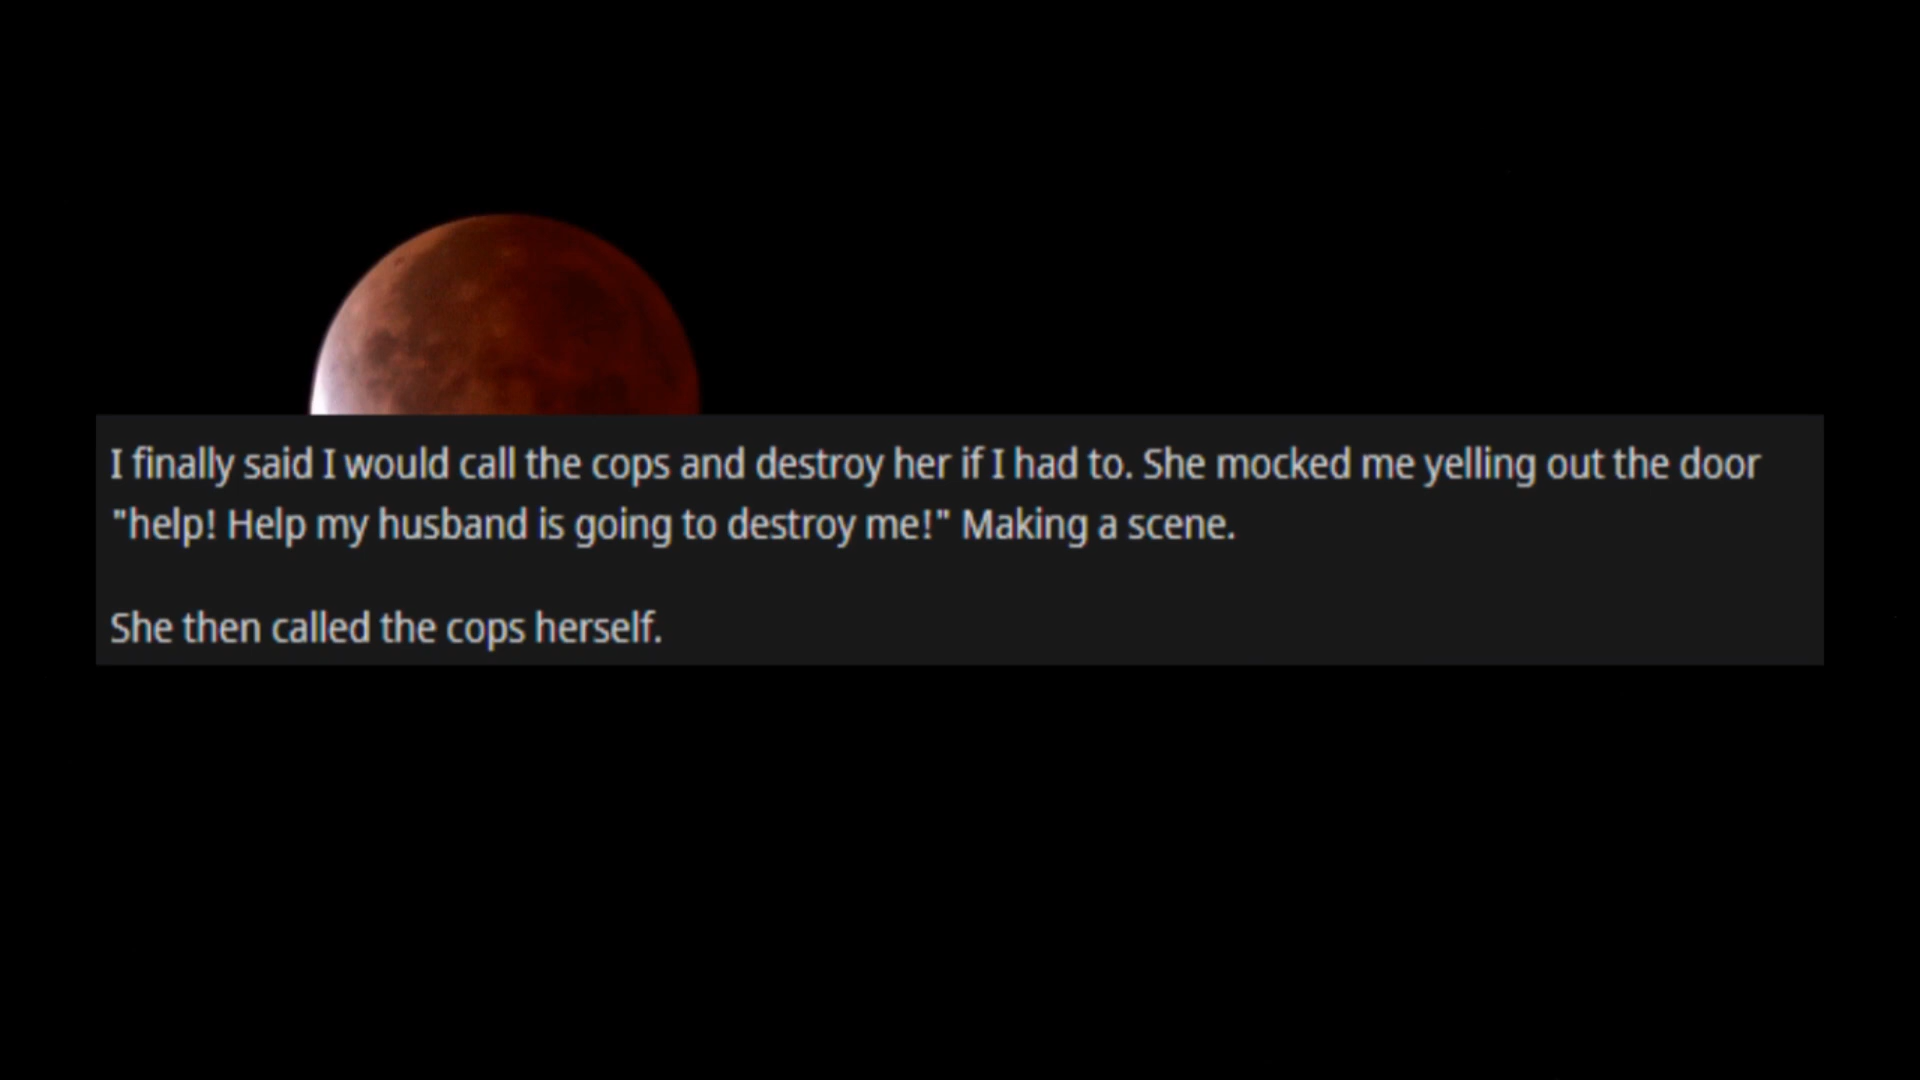 I finally said I would call the cops and destroy her if I had to. She mocked me yelling out the door
"help! Help my husband is going to destroy me!" Making a scene.
She then called the cops herself.